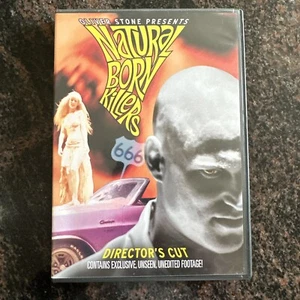 OLIVER STONE PRESENTS
NATURAL
BORN
KILLERS
666
DIRECTOR'S CUT
CONTAINS EXCLUSIVE, UNSEEN, UNEDITED FOOTAGE!